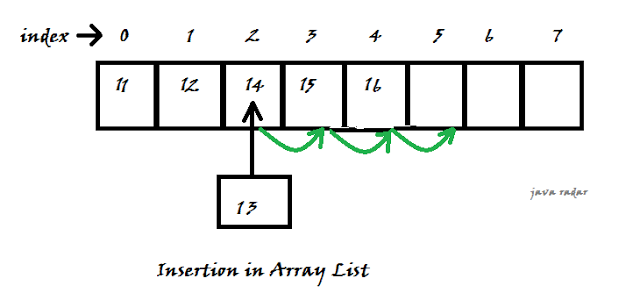 index 0 1 2 3 4 5 6 7
11 12 14 15 16
java radar
13
Insertion in Array List